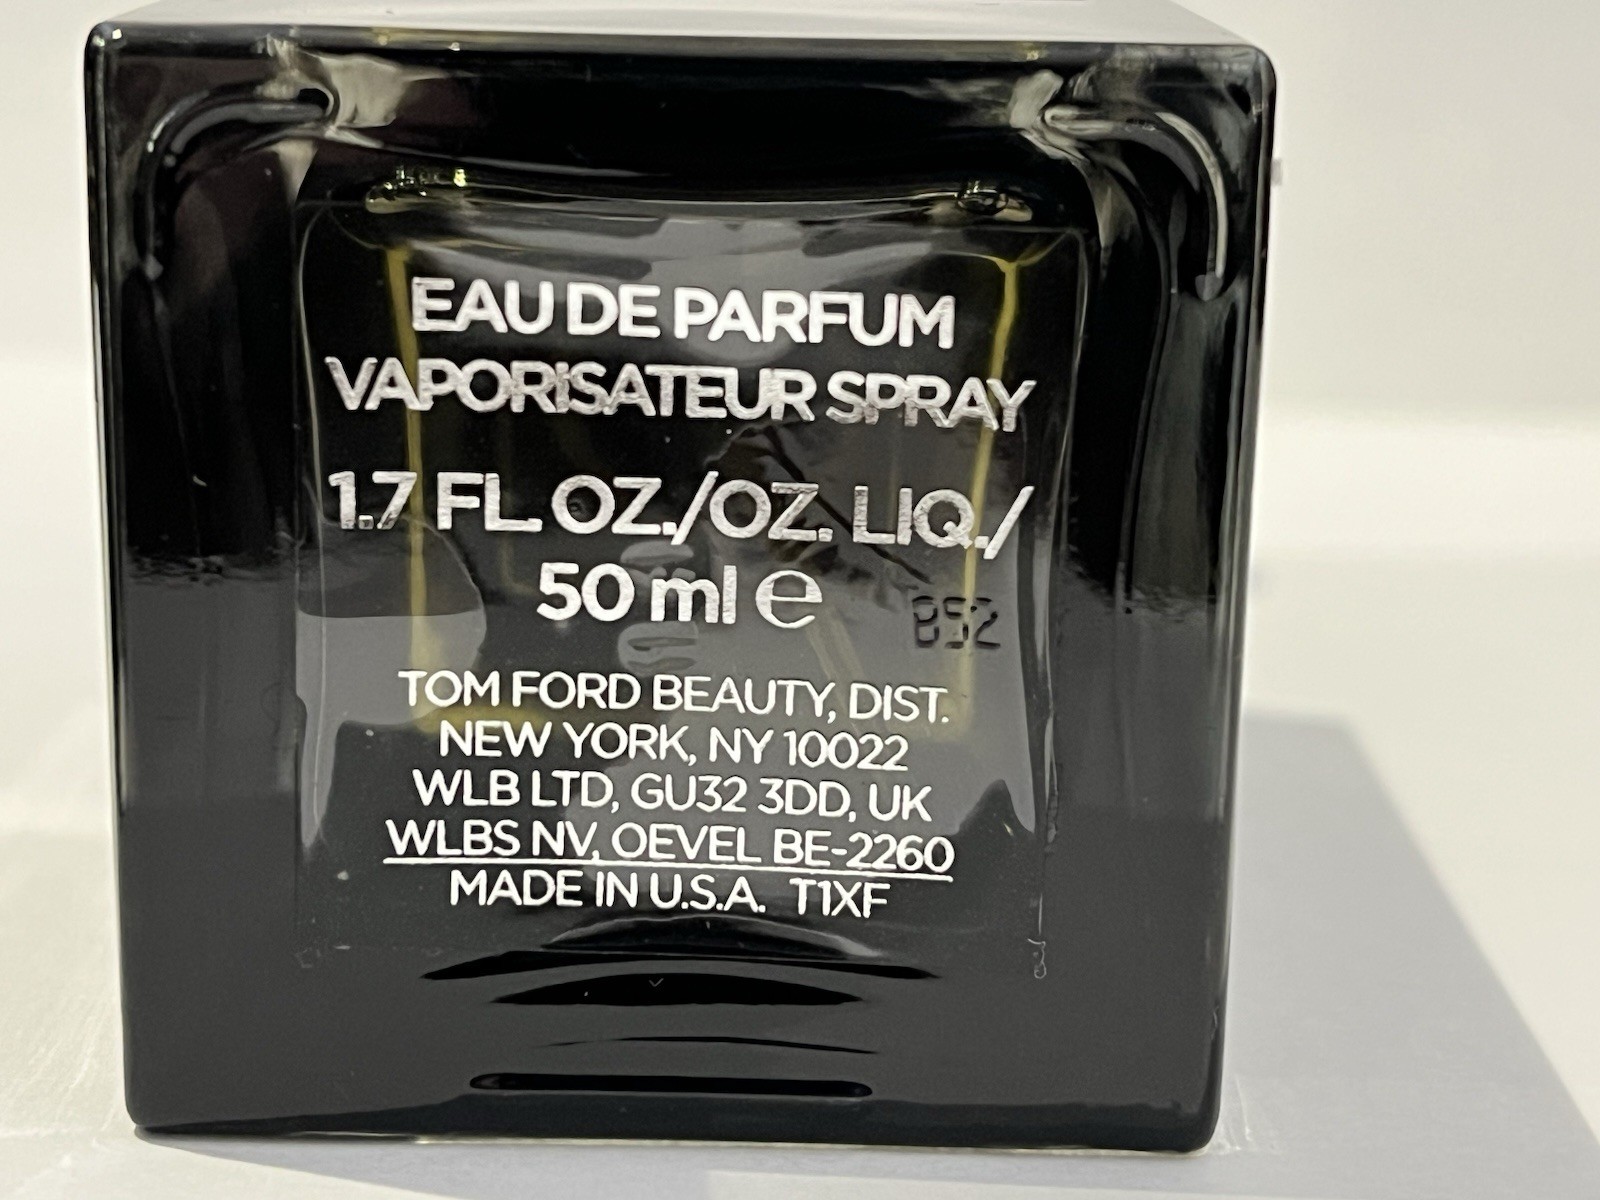 EAU DE PARFUM
VAPORISATEUR SPRAY
1.7 FL OZ./OZ. LIQ./
50 ml e
B52
TOM FORD BEAUTY, DIST.
NEW YORK, NY 10022
WLB LTD, GU32 3DD, UK
WLBS NV, OEVEL BE-2260
MADE IN U.S.A. T1XF